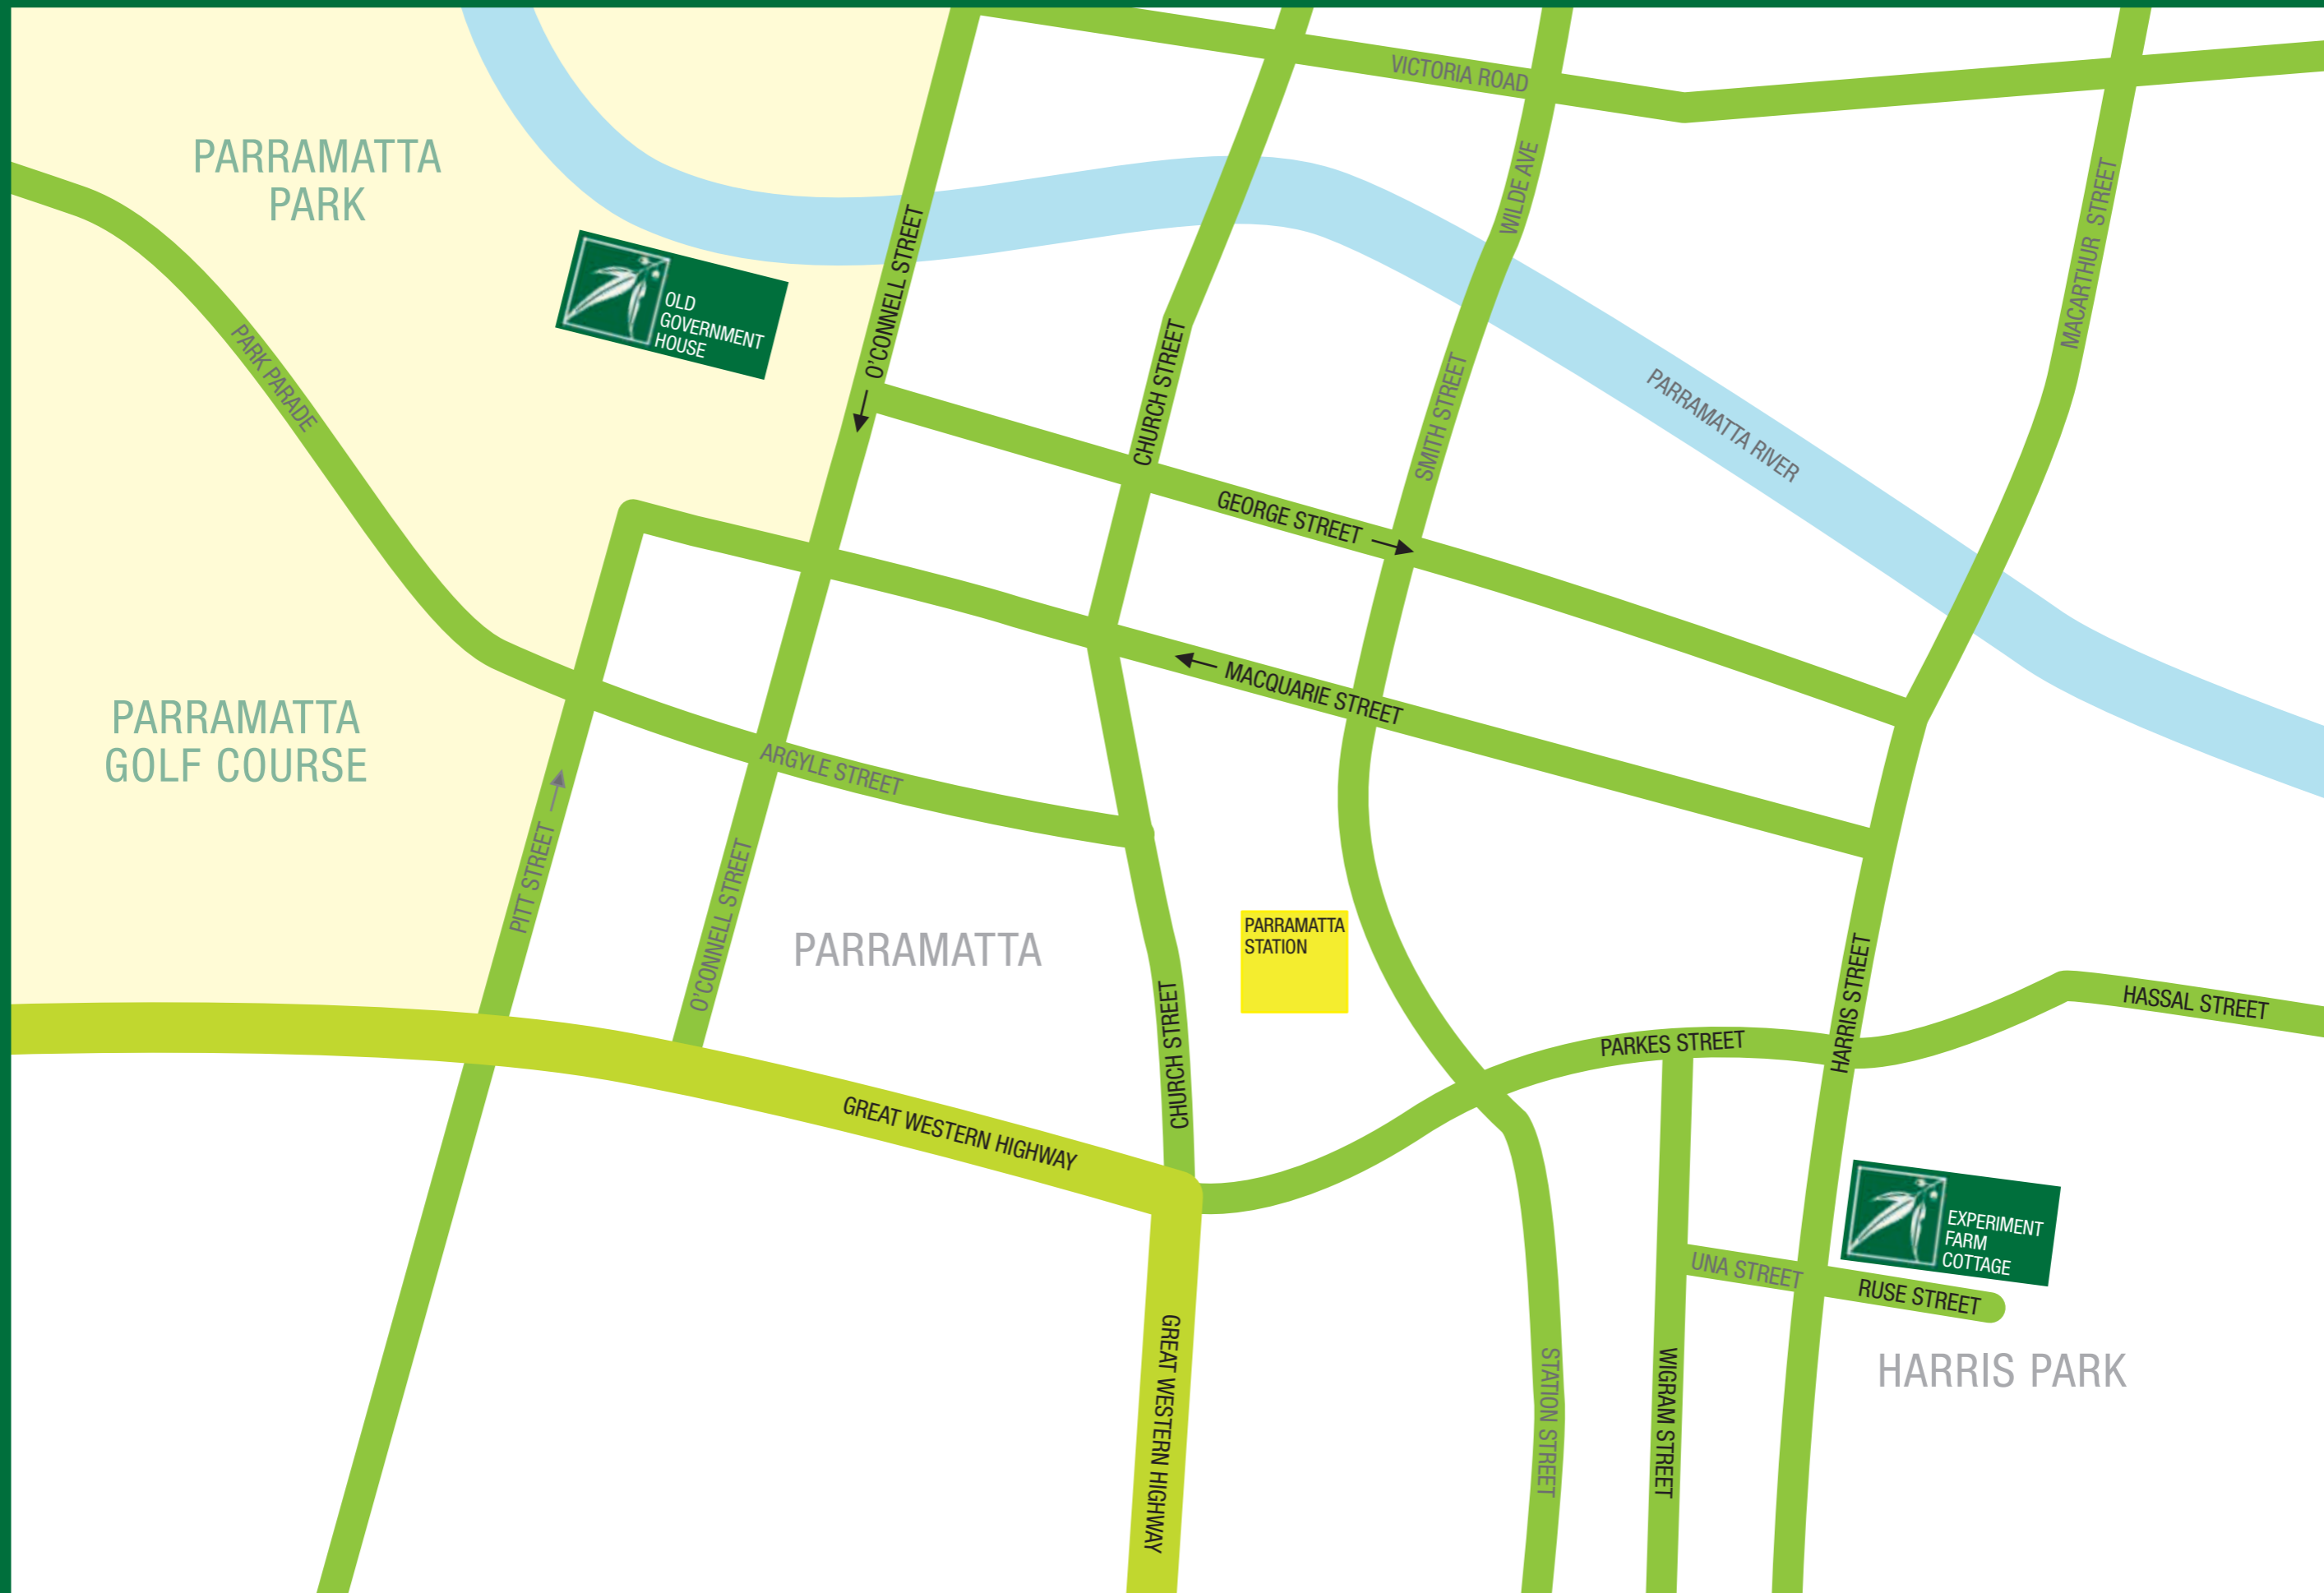 VICTORIA ROAD
PARRAMATTA
PARK
WILDE AVE
MACARTHUR STREET
O'CONNELL STREET
OLD
GOVERNMENT
HOUSE
PARK PARADE
CHURCH STREET
SMITH STREET
PARRAMATTA RIVER
GEORGE STREET
MACQUARIE STREET
PARRAMATTA
GOLF COURSE
ARGYLE STREET
PITT STREET
O'CONNELL STREET
PARRAMATTA
PARRAMATTA
STATION
CHURCH STREET
HARRIS STREET
HASSAL STREET
PARKES STREET
GREAT WESTERN HIGHWAY
EXPERIMENT
FARM
COTTAGE
UNA STREET
RUSE STREET
HARRIS PARK
GREAT WESTERN HIGHWAY
STATION STREET
WIGRAM STREET